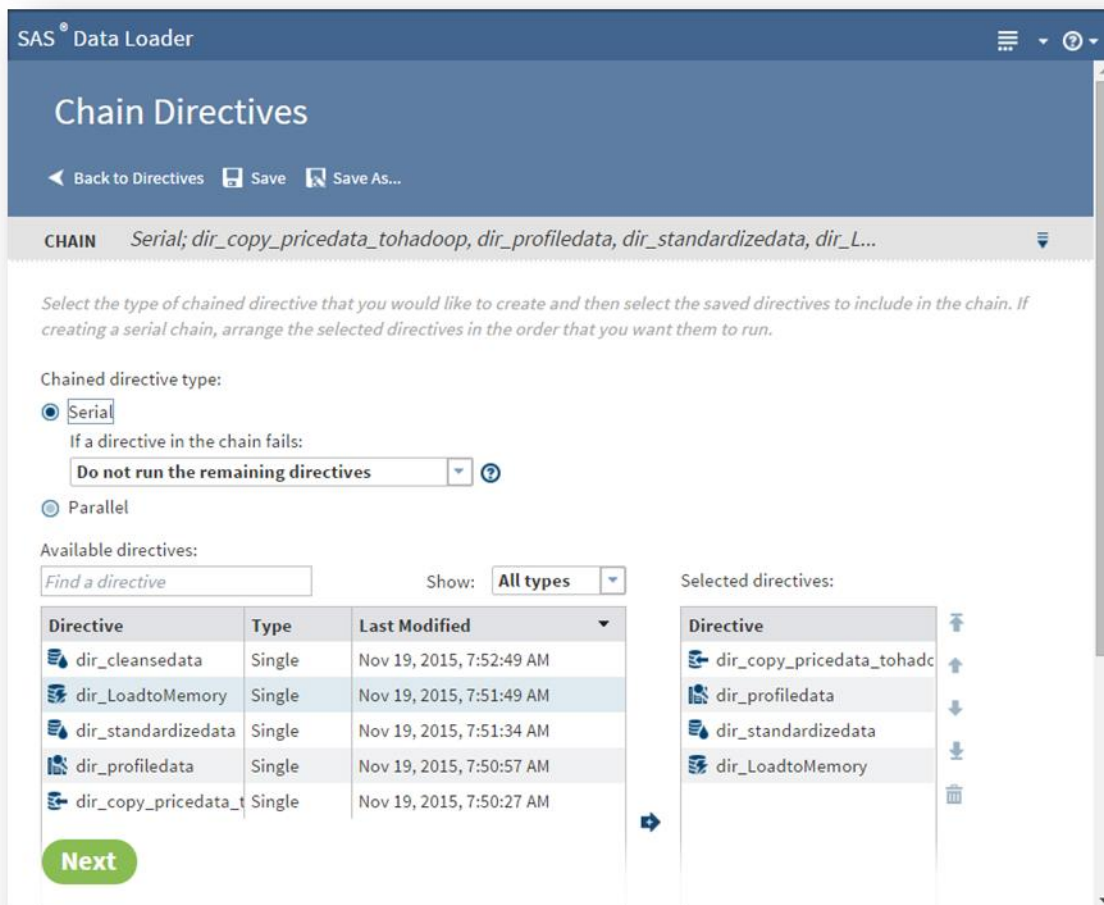 SAS® Data Loader
Chain Directives
Back to Directives Save Save As...
CHAIN Serial; dir_copy_pricedata_tohadoop, dir_profiledata, dir_standardizedata, dir_L...
Select the type of chained directive that you would like to create and then select the saved directives to include in the chain. If
creating a serial chain, arrange the selected directives in the order that you want them to run.
Chained directive type:
Serial
If a directive in the chain fails:
Do not run the remaining directives
Parallel
Available directives:
Find a directive Show: All types
Directive Type Last Modified
dir_cleansedata Single Nov 19, 2015, 7:52:49 AM
dir_LoadtoMemory Single Nov 19, 2015, 7:51:49 AM
dir_standardizedata Single Nov 19, 2015, 7:51:34 AM
dir_profiledata Single Nov 19, 2015, 7:50:57 AM
dir_copy_pricedata_t Single Nov 19, 2015, 7:50:27 AM
Selected directives:
Directive
dir_copy_pricedata_tohadc
dir_profiledata
dir_standardizedata
dir_LoadtoMemory
Next